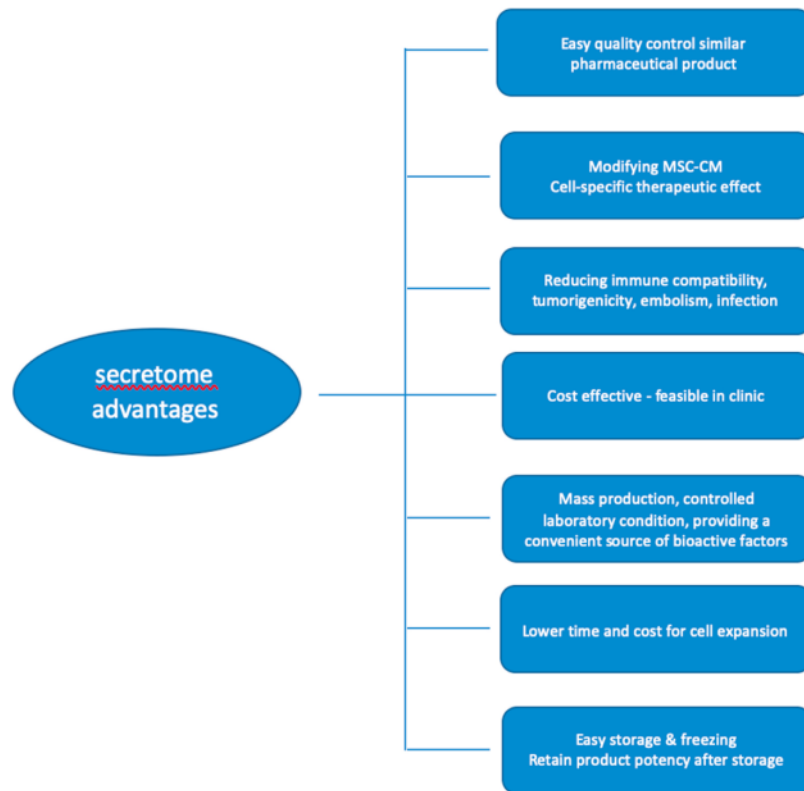 Easy quality control similar
pharmaceutical product
Modifying MSC-CM
Cell-specific therapeutic effect
Reducing immune compatibility,
tumorigenicity, embolism, infection
secretome
advantages
Cost effective - feasible in clinic
Mass production, controlled
laboratory condition, providing a
convenient source of bioactive factors
Lower time and cost for cell expansion
Easy storage & freezing
Retain product potency after storage